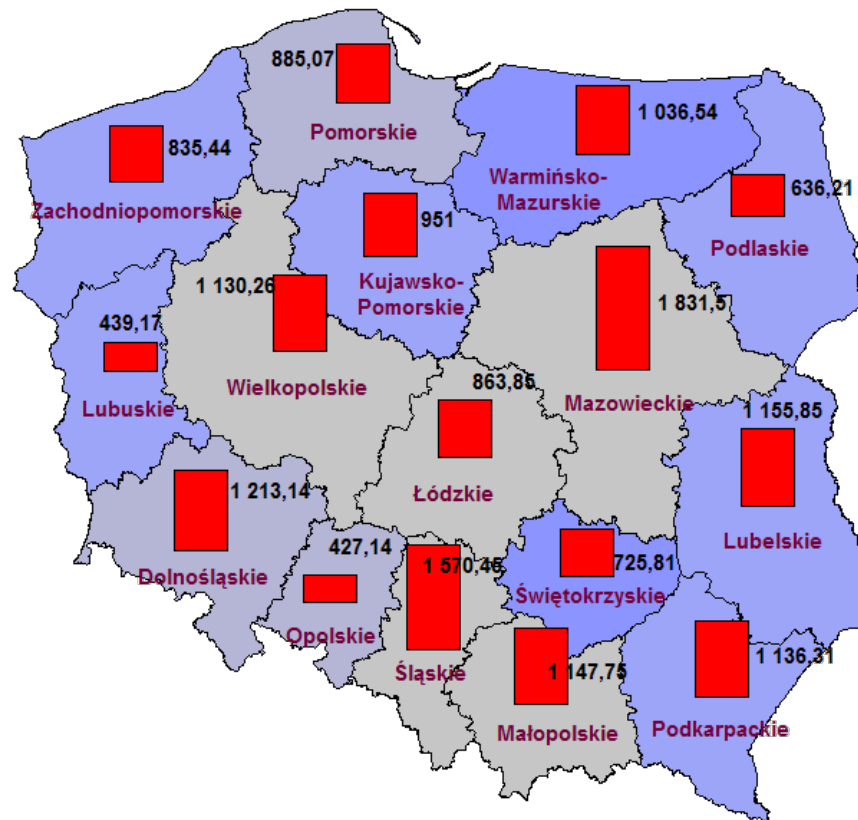 885,07
Pomorskie
1 036,54
Warmińsko-
Mazurskie
835,44
Zachodniopomorskie
951
Kujawsko-
Pomorskie
636,21
Podlaskie
1 130,26
Wielkopolskie
1 831,5
Mazowieckie
439,17
Lubuskie
863,85
Łódzkie
1 155,85
Lubelskie
1 213,14
Dolnośląskie
427,14
Opolskie
1 570,45
Śląskie
725,81
Świętokrzyskie
1 147,75
Małopolskie
1 136,31
Podkarpackie